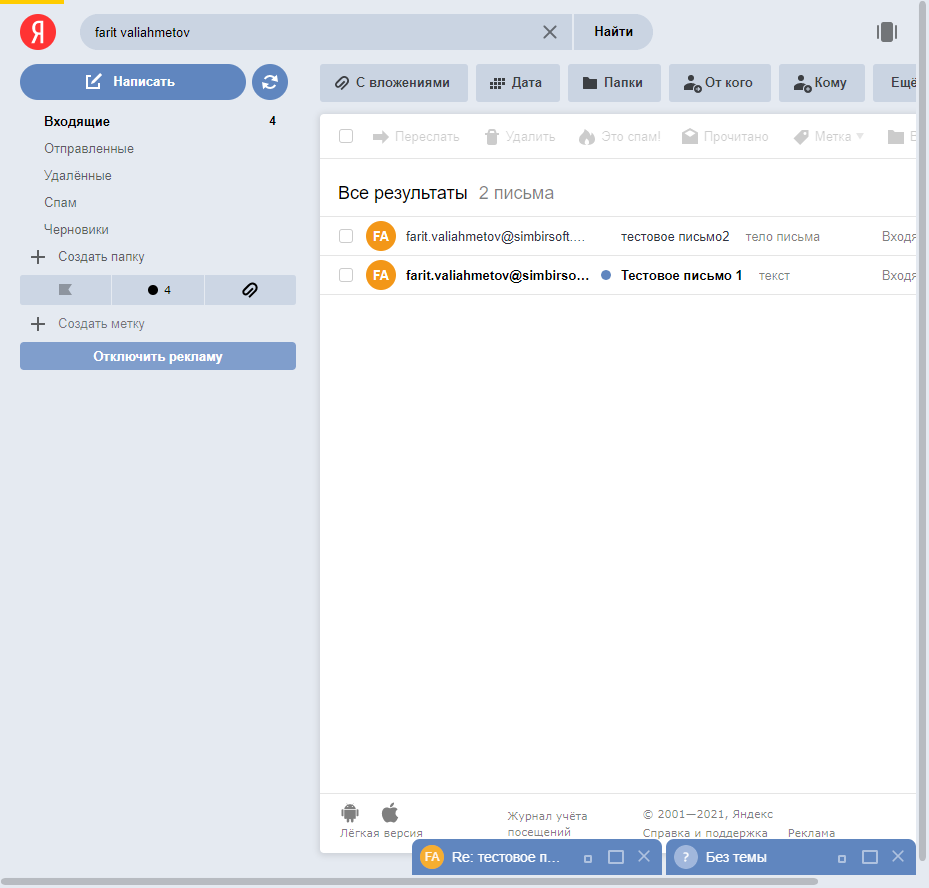 Я
farit valiahmetov
Найти
Написать
С вложениями
Дата
Папки
От кого
Кому
Ещё
Входящие 4
Отправленные
Удалённые
Спам
Черновики
Создать папку
4
Создать метку
Отключить рекламу
Переслать
Удалить
Это спам!
Прочитано
Метка
Все результаты 2 письма
FA farit.valiahmetov@simbirsoft.... тестовое письмо2 тело письма Входя
FA farit.valiahmetov@simbirso... Тестовое письмо 1 текст Входя
Лёгкая версия
Журнал учёта
посещений
© 2001—2021, Яндекс
Справка и поддержка
Реклама
FA Re: тестовое п...
? Без темы